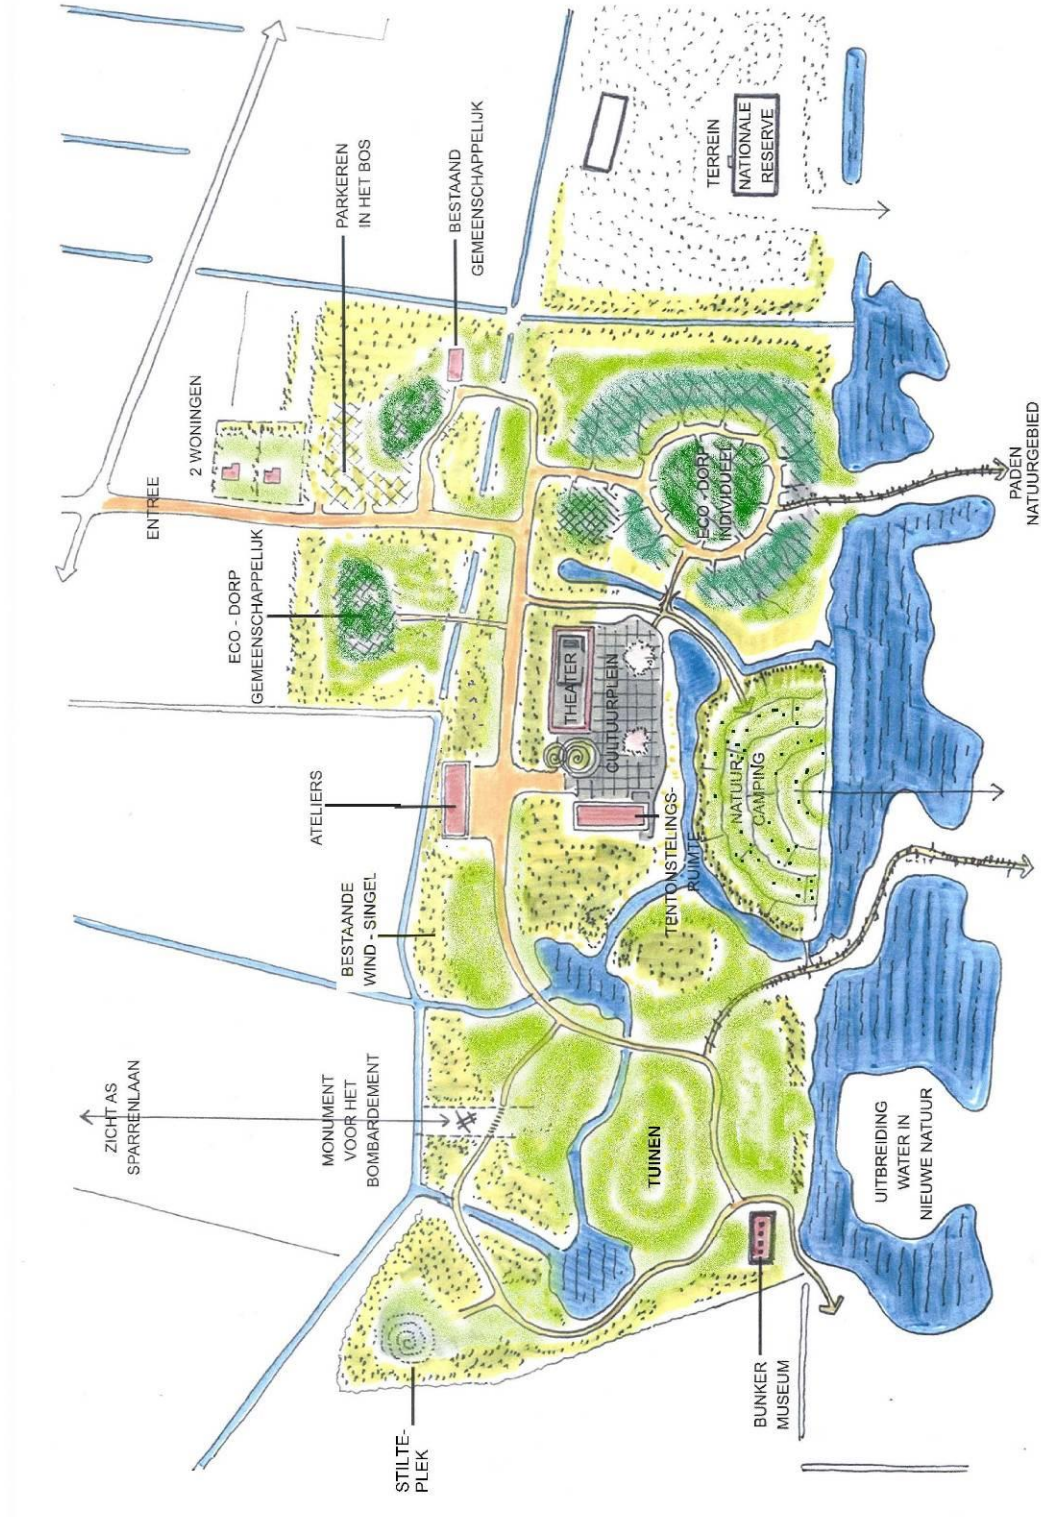 STILTE-
PLEK
ZICHT AS
SPARRENLAAN
MONUMENT
VOOR HET
BOMBARDEMENT
BESTAANDE
WIND - SINGEL
ATELIERS
ECO - DORP
GEMEENSCHAPPELIJK
ENTREE
2 WONINGEN
PARKEREN
IN HET BOS
BESTAAND
GEMEENSCHAPPELIJK
TERREIN
NATIONALE
RESERVE
THEATER
CULTUURPLEIN
ECO - DORP
INDIVIDUEEL
TENTONSTELINGS-
RUIMTE
NATUUR
CAMPING
TUINEN
BUNKER
MUSEUM
UITBREIDING
WATER IN
NIEUWE NATUUR
PADEN
NATUURGEBIED